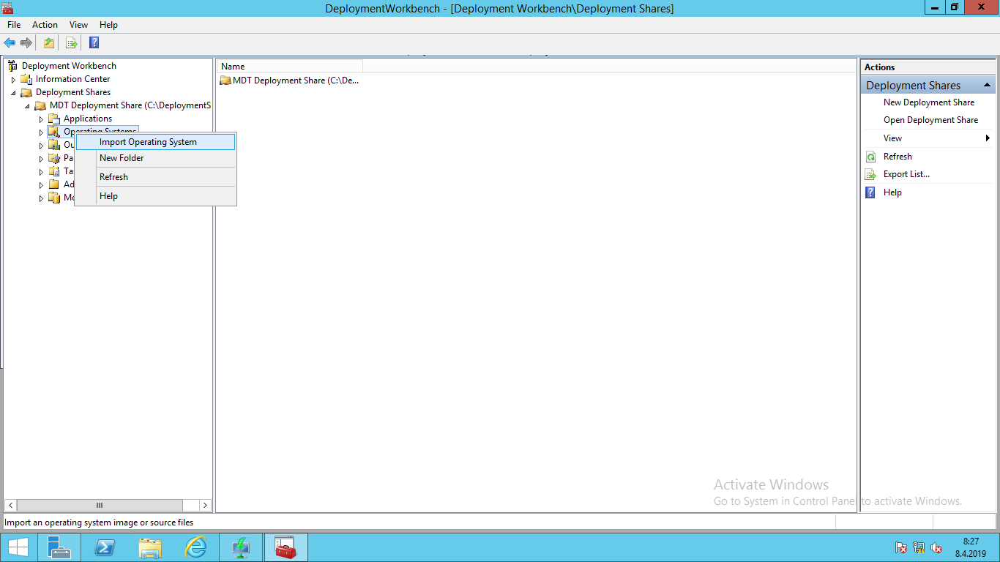 DeploymentWorkbench - [Deployment Workbench\Deployment Shares]
File Action View Help
Deployment Workbench
Information Center
Deployment Shares
MDT Deployment Share (C:\DeploymentS
Applications
Operating Systems
Ou
Pa
Ta
Ad
Mo
Import Operating System
New Folder
Refresh
Help
Name
MDT Deployment Share (C:\De...
Actions
Deployment Shares
New Deployment Share
Open Deployment Share
View
Refresh
Export List...
Help
Activate Windows
Go to System in Control Panel to activate Windows.
Import an operating system image or source files
8:27
8.4.2019